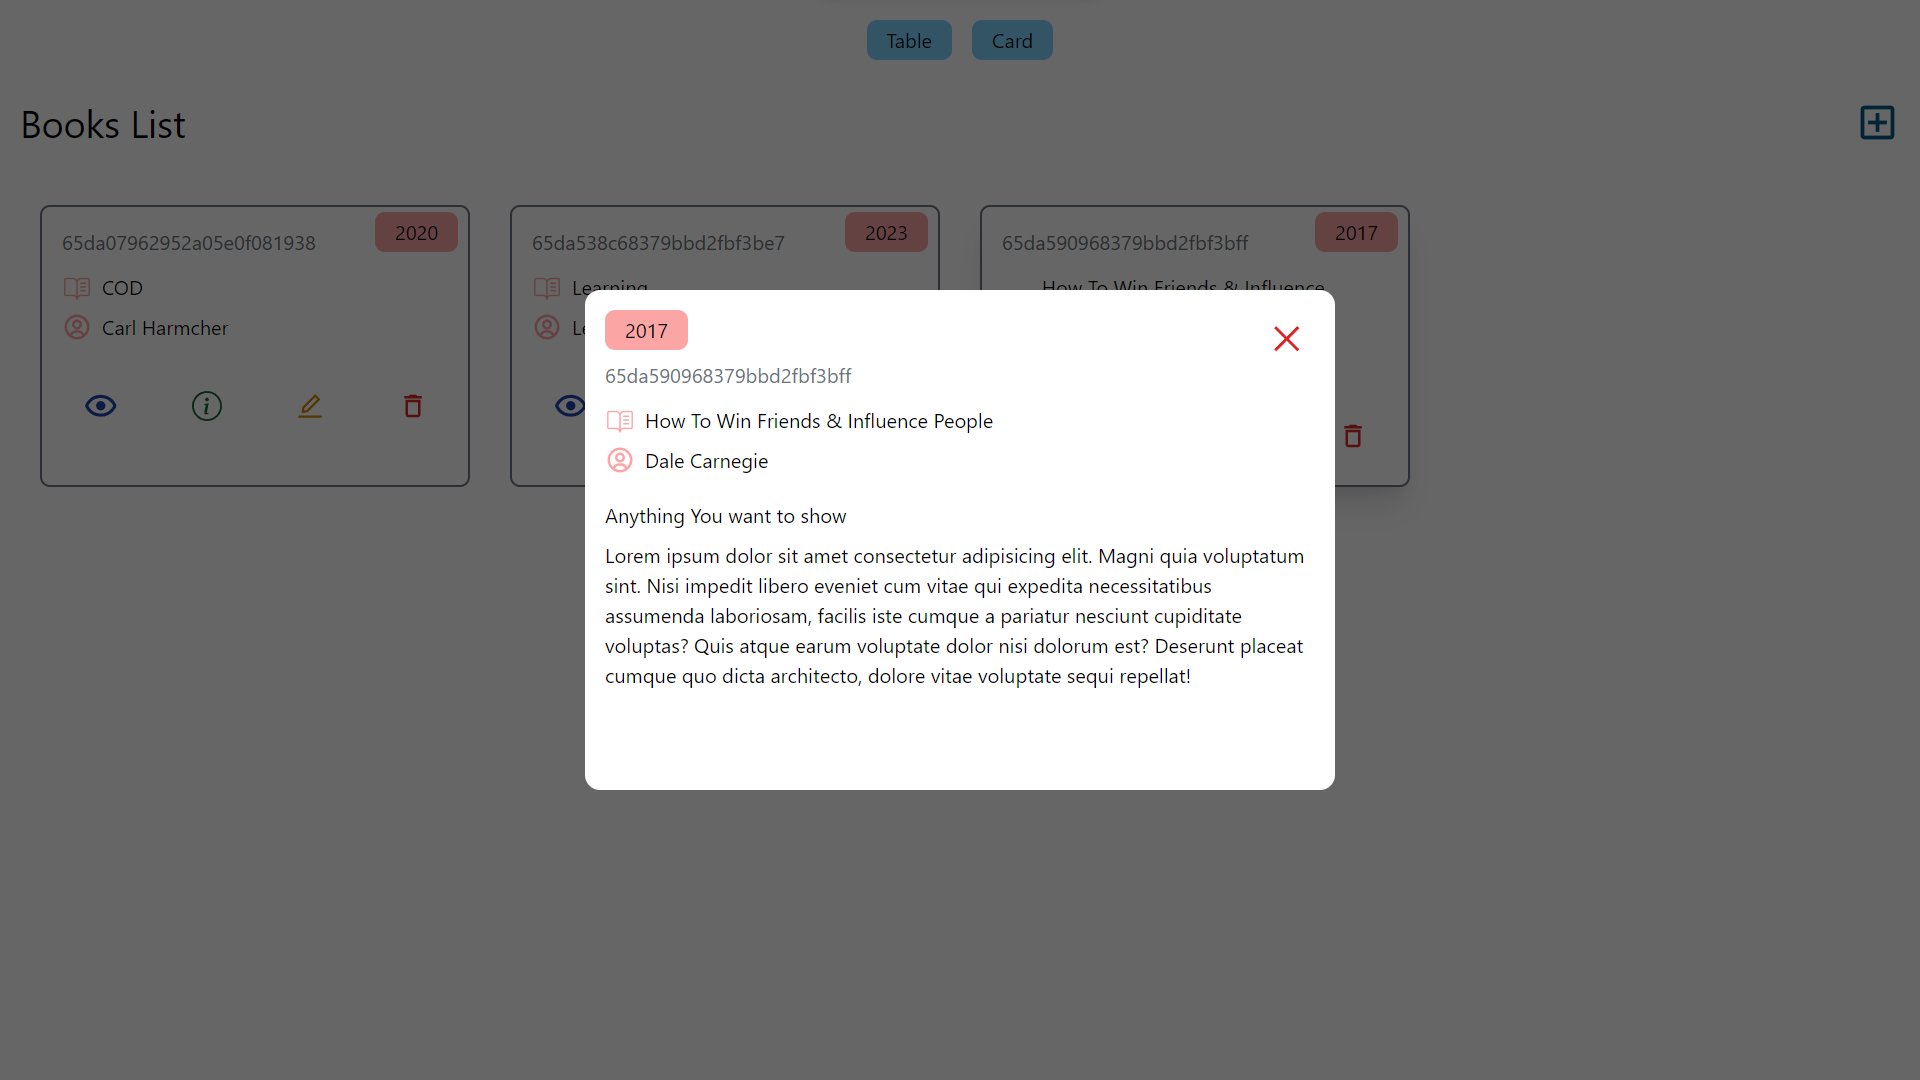 Table
Card
Books List
65da07962952a05e0f081938
2020
COD
Carl Harmcher
65da538c68379bbd2fbf3be7
2023
Learning
65da590968379bbd2fbf3bff
2017
How To Win Friends & Influence
2017
65da590968379bbd2fbf3bff
How To Win Friends & Influence People
Dale Carnegie
Anything You want to show
Lorem ipsum dolor sit amet consectetur adipisicing elit. Magni quia voluptatum
sint. Nisi impedit libero eveniet cum vitae qui expedita necessitatibus
assumenda laboriosam, facilis iste cumque a pariatur nesciunt cupiditate
voluptas? Quis atque earum voluptate dolor nisi dolorum est? Deserunt placeat
cumque quo dicta architecto, dolore vitae voluptate sequi repellat!